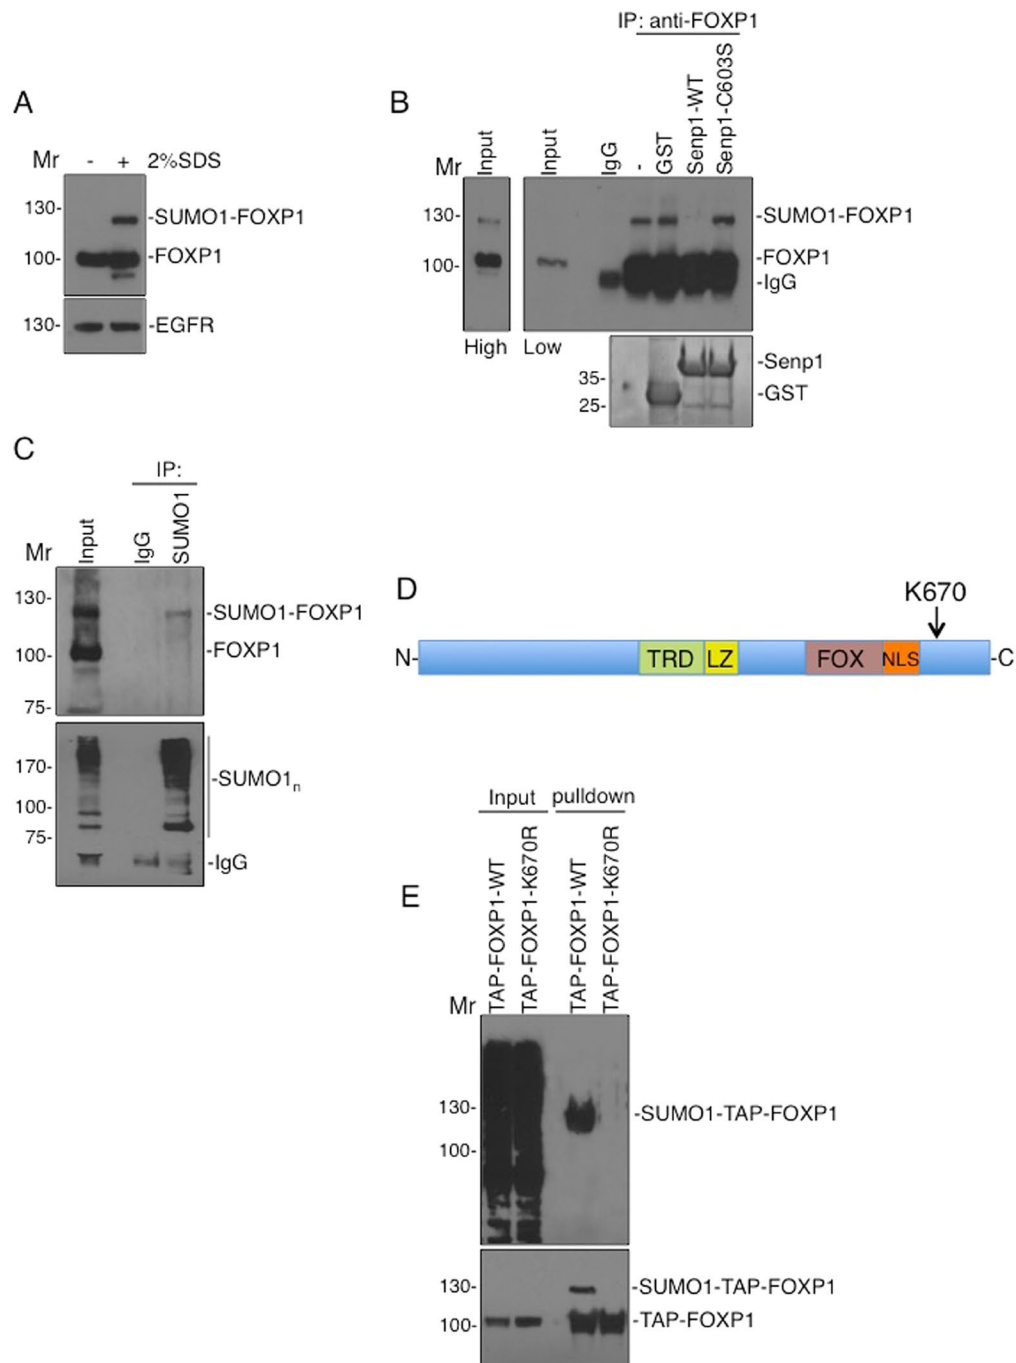 A
Mr - + 2%SDS
130-
-SUMO1-FOXP1
100-
-FOXP1
130-
-EGFR
B
IP: anti-FOXP1
Mr
Input
Input
IgG
-
GST
Senp1-WT
Senp1-C603S
130-
-SUMO1-FOXP1
100-
-FOXP1
-IgG
High
Low
35-
25-
-Senp1
-GST
C
IP:
Mr
Input
IgG
SUMO1
130-
-SUMO1-FOXP1
100-
-FOXP1
75-
170-
-SUMO1n
100-
75-
-IgG
D
K670
N- TRD LZ FOX NLS -C
E
Input pulldown
Mr
TAP-FOXP1-WT
TAP-FOXP1-K670R
TAP-FOXP1-WT
TAP-FOXP1-K670R
130-
-SUMO1-TAP-FOXP1
100-
130-
-SUMO1-TAP-FOXP1
100-
-TAP-FOXP1